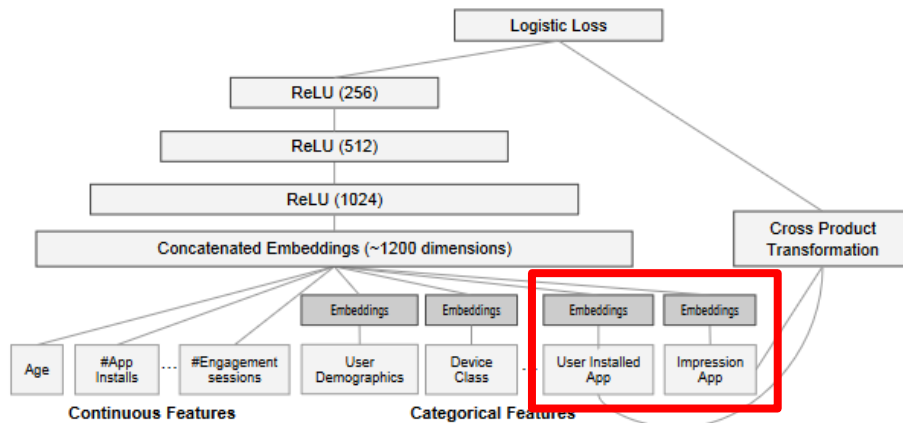 Logistic Loss
ReLU (256)
ReLU (512)
ReLU (1024)
Concatenated Embeddings (~1200 dimensions)
Cross Product
Transformation
Embeddings
Embeddings
Embeddings
Embeddings
Age
#App
Installs
...
#Engagement
sessions
User
Demographics
Device
Class
...
User Installed
App
Impression
App
Continuous Features
Categorical Features